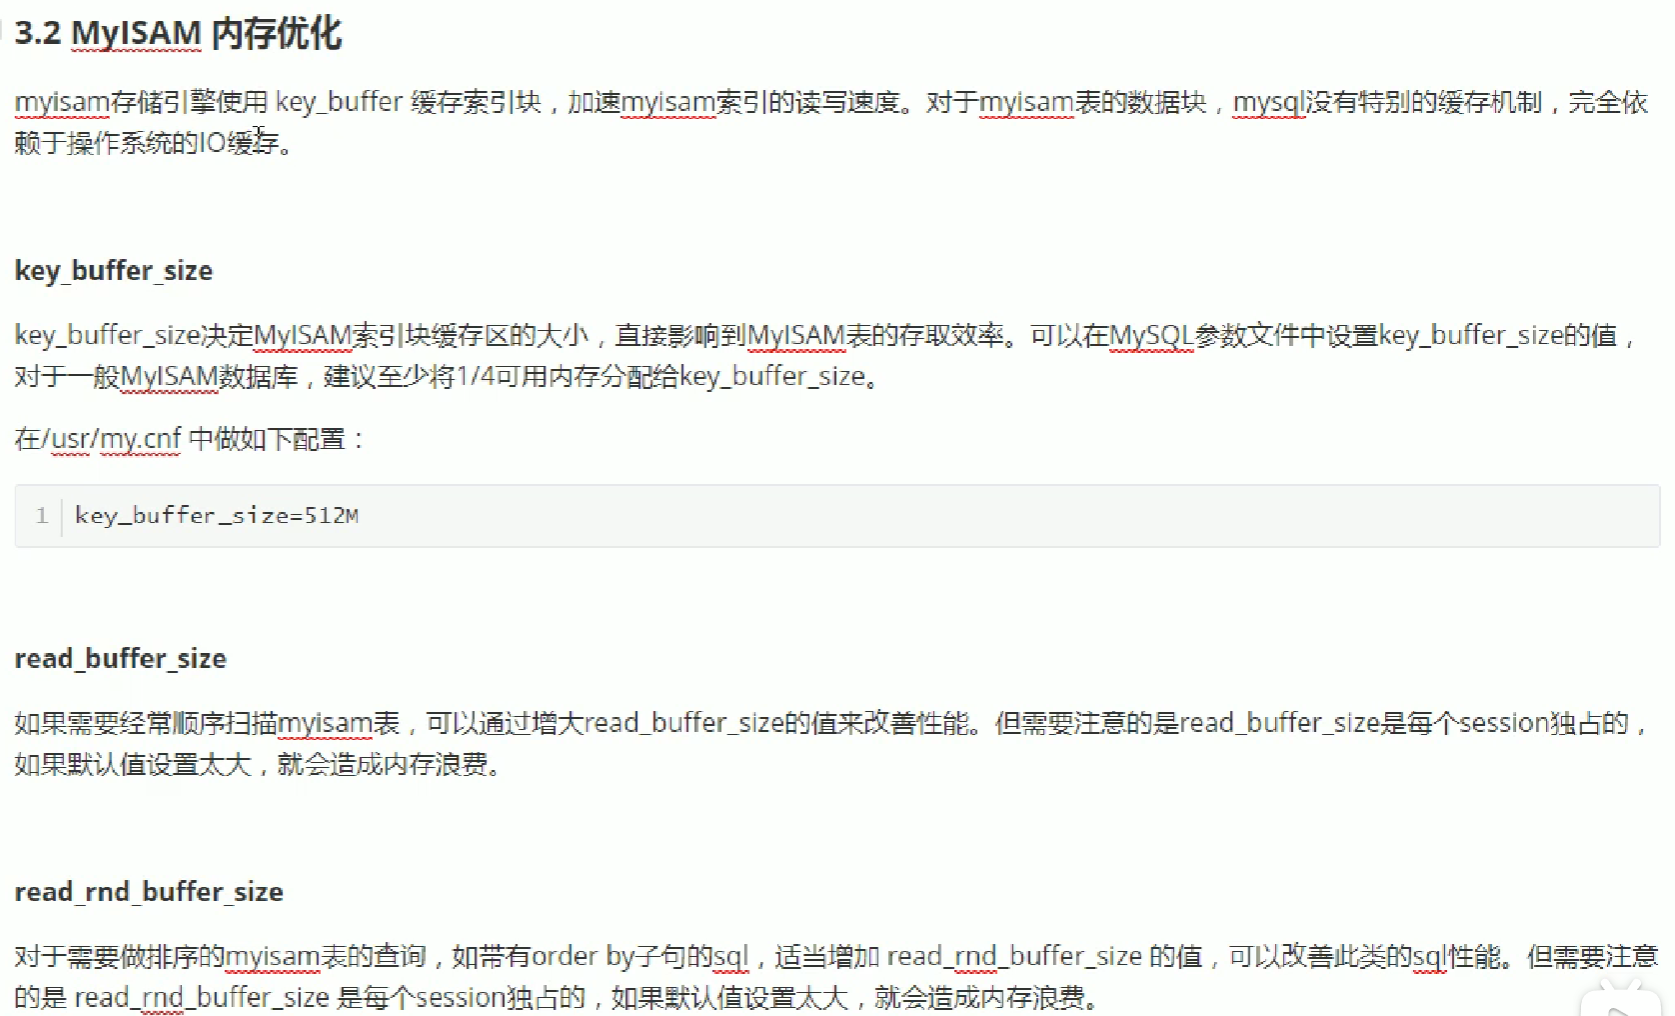 3.2 MyISAM 内存优化
myisam存储引擎使用 key_buffer 缓存索引块，加速myisam索引的读写速度。对于myisam表的数据块，mysql没有特别的缓存机制，完全依
赖于操作系统的IO缓存。
key_buffer_size
key_buffer_size决定MyISAM索引块缓存区的大小，直接影响到MyISAM表的存取效率。可以在MySQL参数文件中设置key_buffer_size的值，
对于一般MyISAM数据库，建议至少将1/4可用内存分配给key_buffer_size。
在/usr/my.cnf 中做如下配置：
1 key_buffer_size=512M
read_buffer_size
如果需要经常顺序扫描myisam表，可以通过增大read_buffer_size的值来改善性能。但需要注意的是read_buffer_size是每个session独占的，
如果默认值设置太大，就会造成内存浪费。
read_rnd_buffer_size
对于需要做排序的myisam表的查询，如带有order by子句的sql，适当增加 read_rnd_buffer_size 的值，可以改善此类的sql性能。但需要注意
的是 read_rnd_buffer_size 是每个session独占的，如果默认值设置太大，就会造成内存浪费。